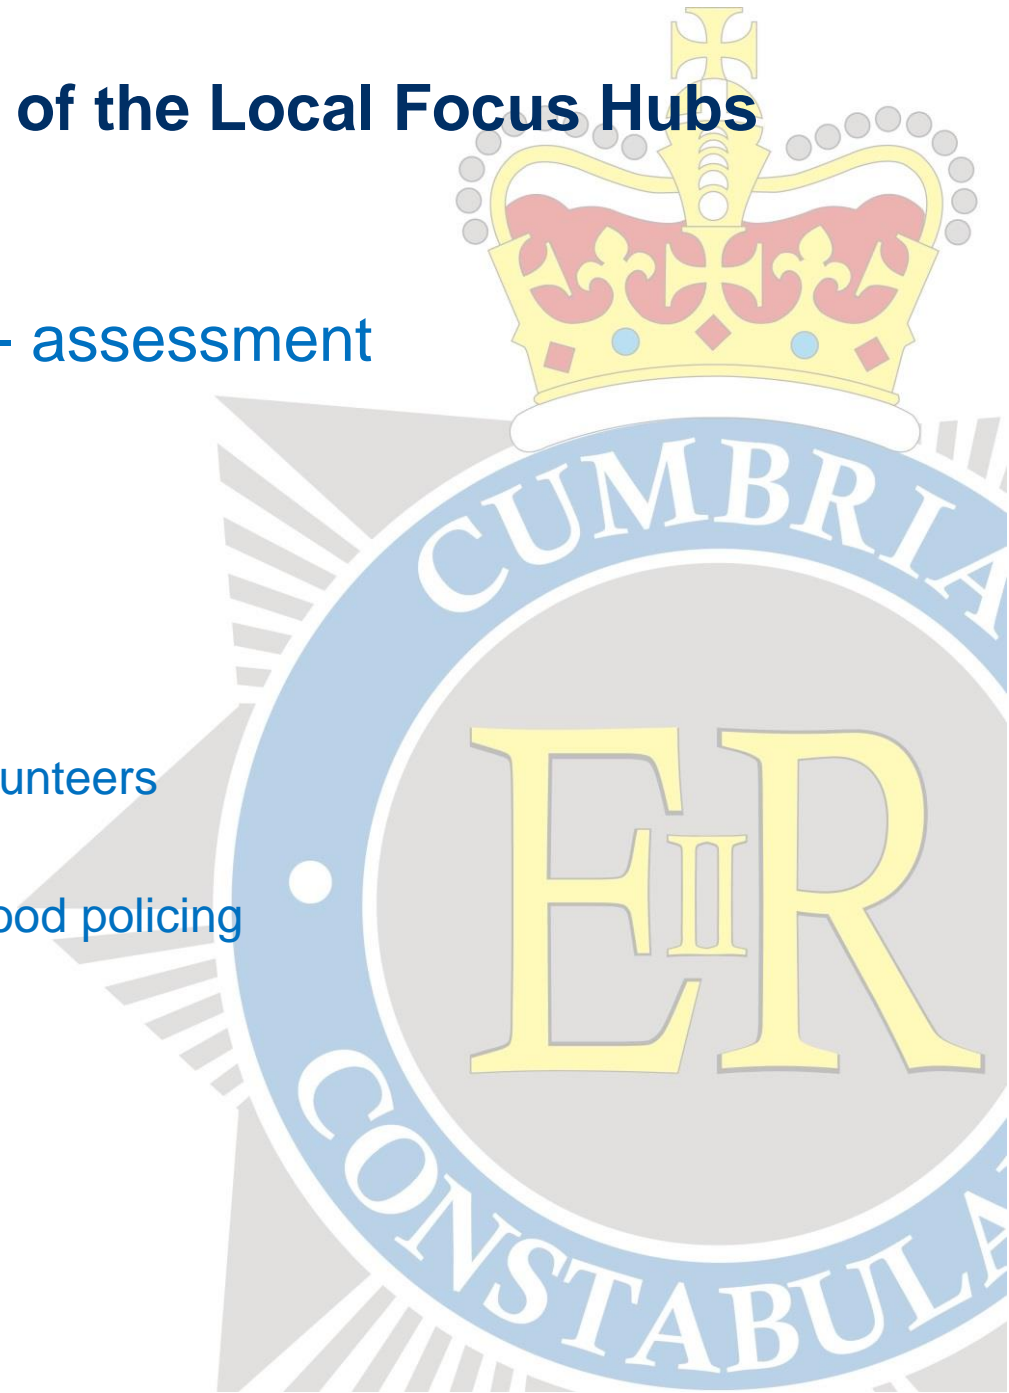 of the Local Focus Hubs
- assessment
unteers
ood policing
CUMBRIA
EIIR
CONSTABULA